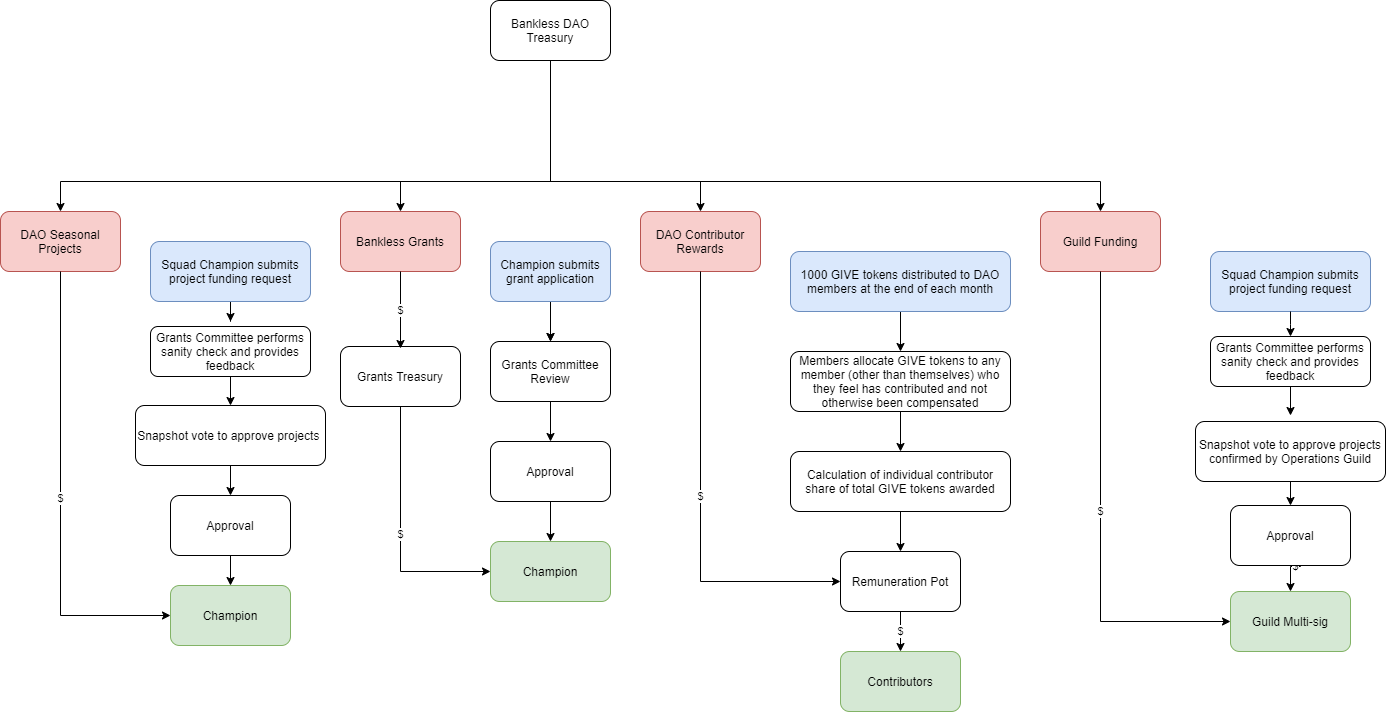 Bankless DAO
Treasury
DAO Seasonal
Projects
Squad Champion submits
project funding request
Grants Committee performs
sanity check and provides
feedback
Snapshot vote to approve projects
$
Approval
Champion
Bankless Grants
$
Grants Treasury
$
Champion submits
grant application
Grants Committee
Review
Approval
Champion
DAO Contributor
Rewards
$
1000 GIVE tokens distributed to DAO
members at the end of each month
Members allocate GIVE tokens to any
member (other than themselves) who
they feel has contributed and not
otherwise been compensated
Calculation of individual contributor
share of total GIVE tokens awarded
Remuneration Pot
$
Contributors
Guild Funding
$
Squad Champion submits
project funding request
Grants Committee performs
sanity check and provides
feedback
Snapshot vote to approve projects
confirmed by Operations Guild
Approval
$
Guild Multi-sig